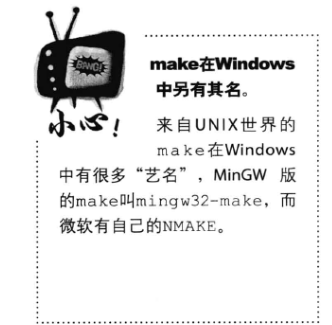 BANG!
小心!
make在Windows
中另有其名。
来自UNIX世界的
make在Windows
中有很多“艺名”,MinGW 版
的make叫mingw32-make,而
微软有自己的NMAKE。